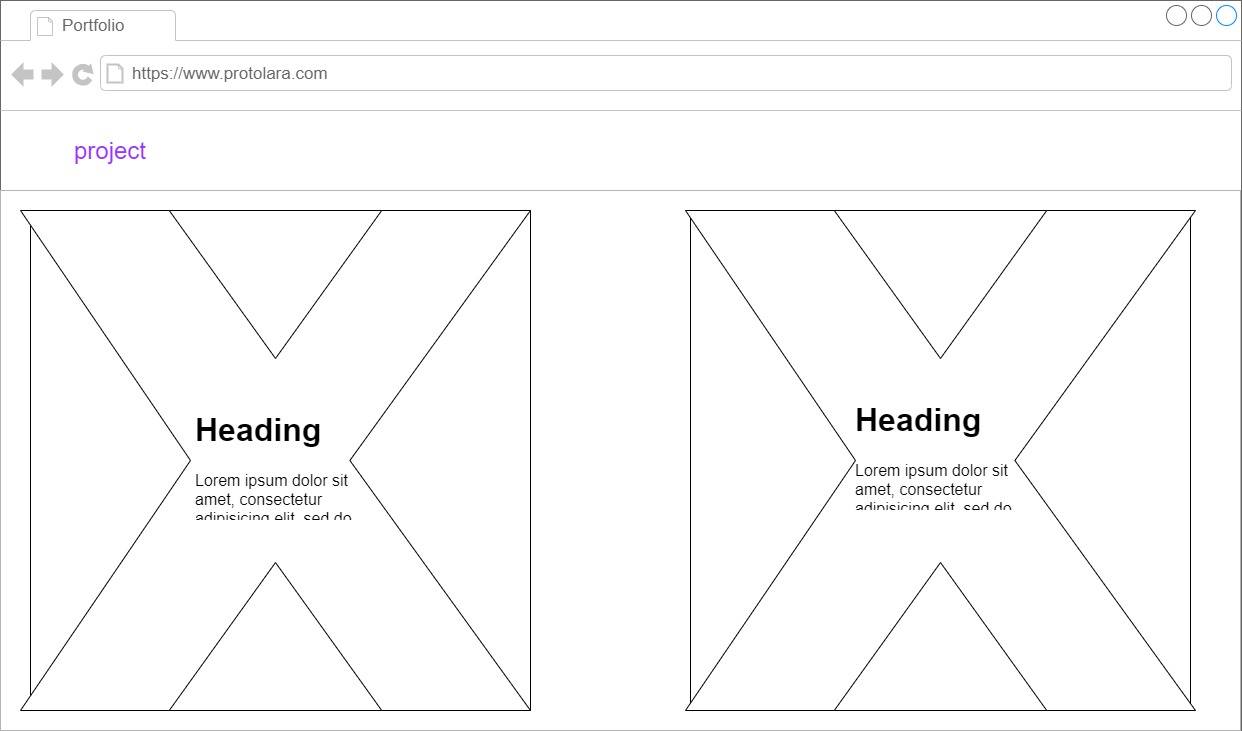 Portfolio
https://www.protolara.com
project
Heading
Lorem ipsum dolor sit
amet, consectetur
adipisicing elit, sed do
Heading
Lorem ipsum dolor sit
amet, consectetur
adipisicing elit, sed do